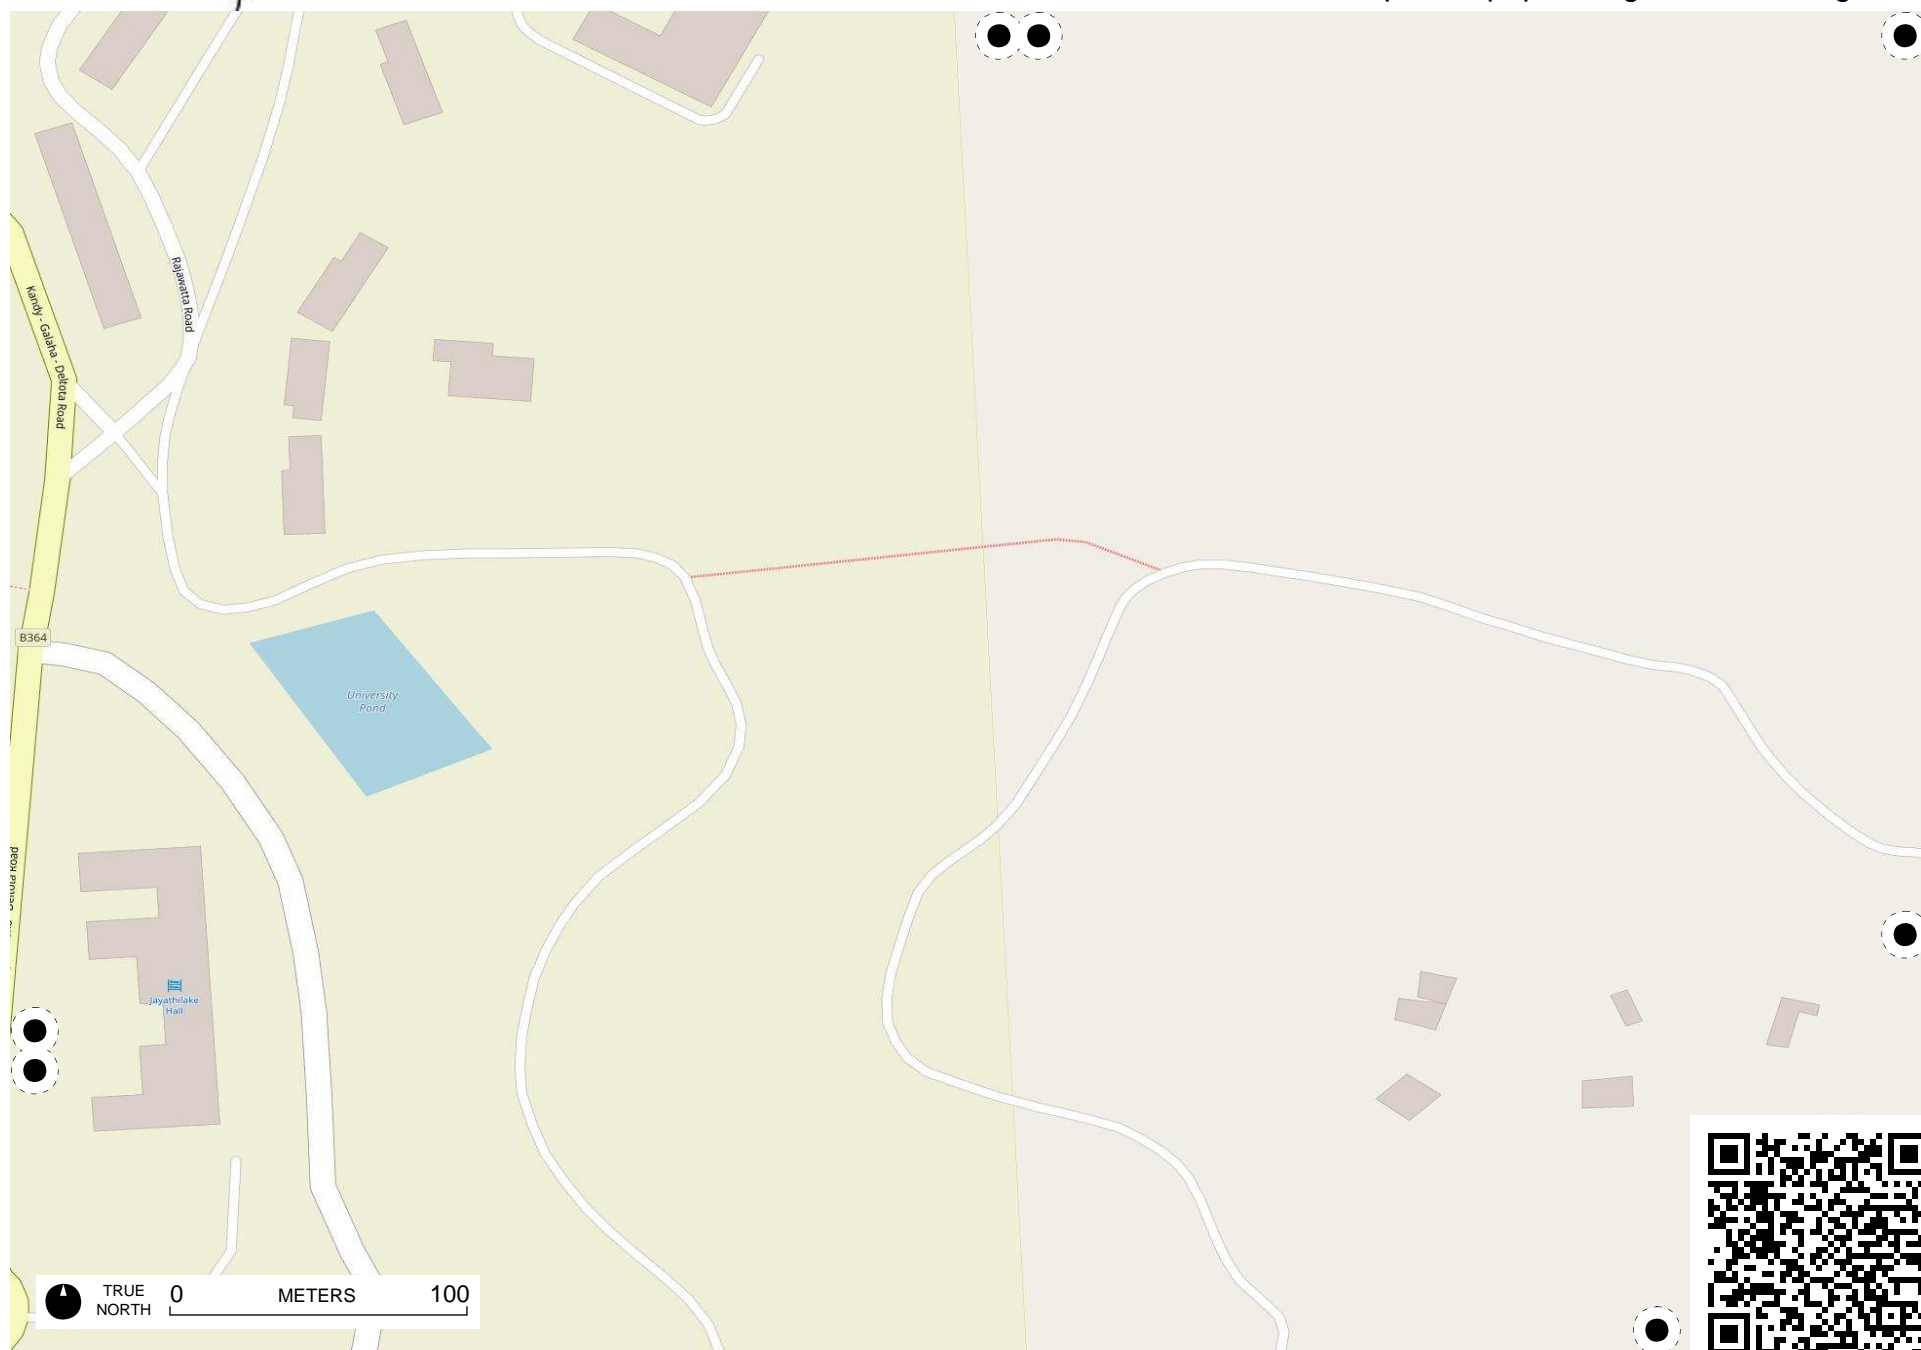 Rajawatta Road
Kandy - Galaha - Deltota Road
B364
University
Pond
Jayathilake
Hall
TRUE
NORTH
0 METERS 100